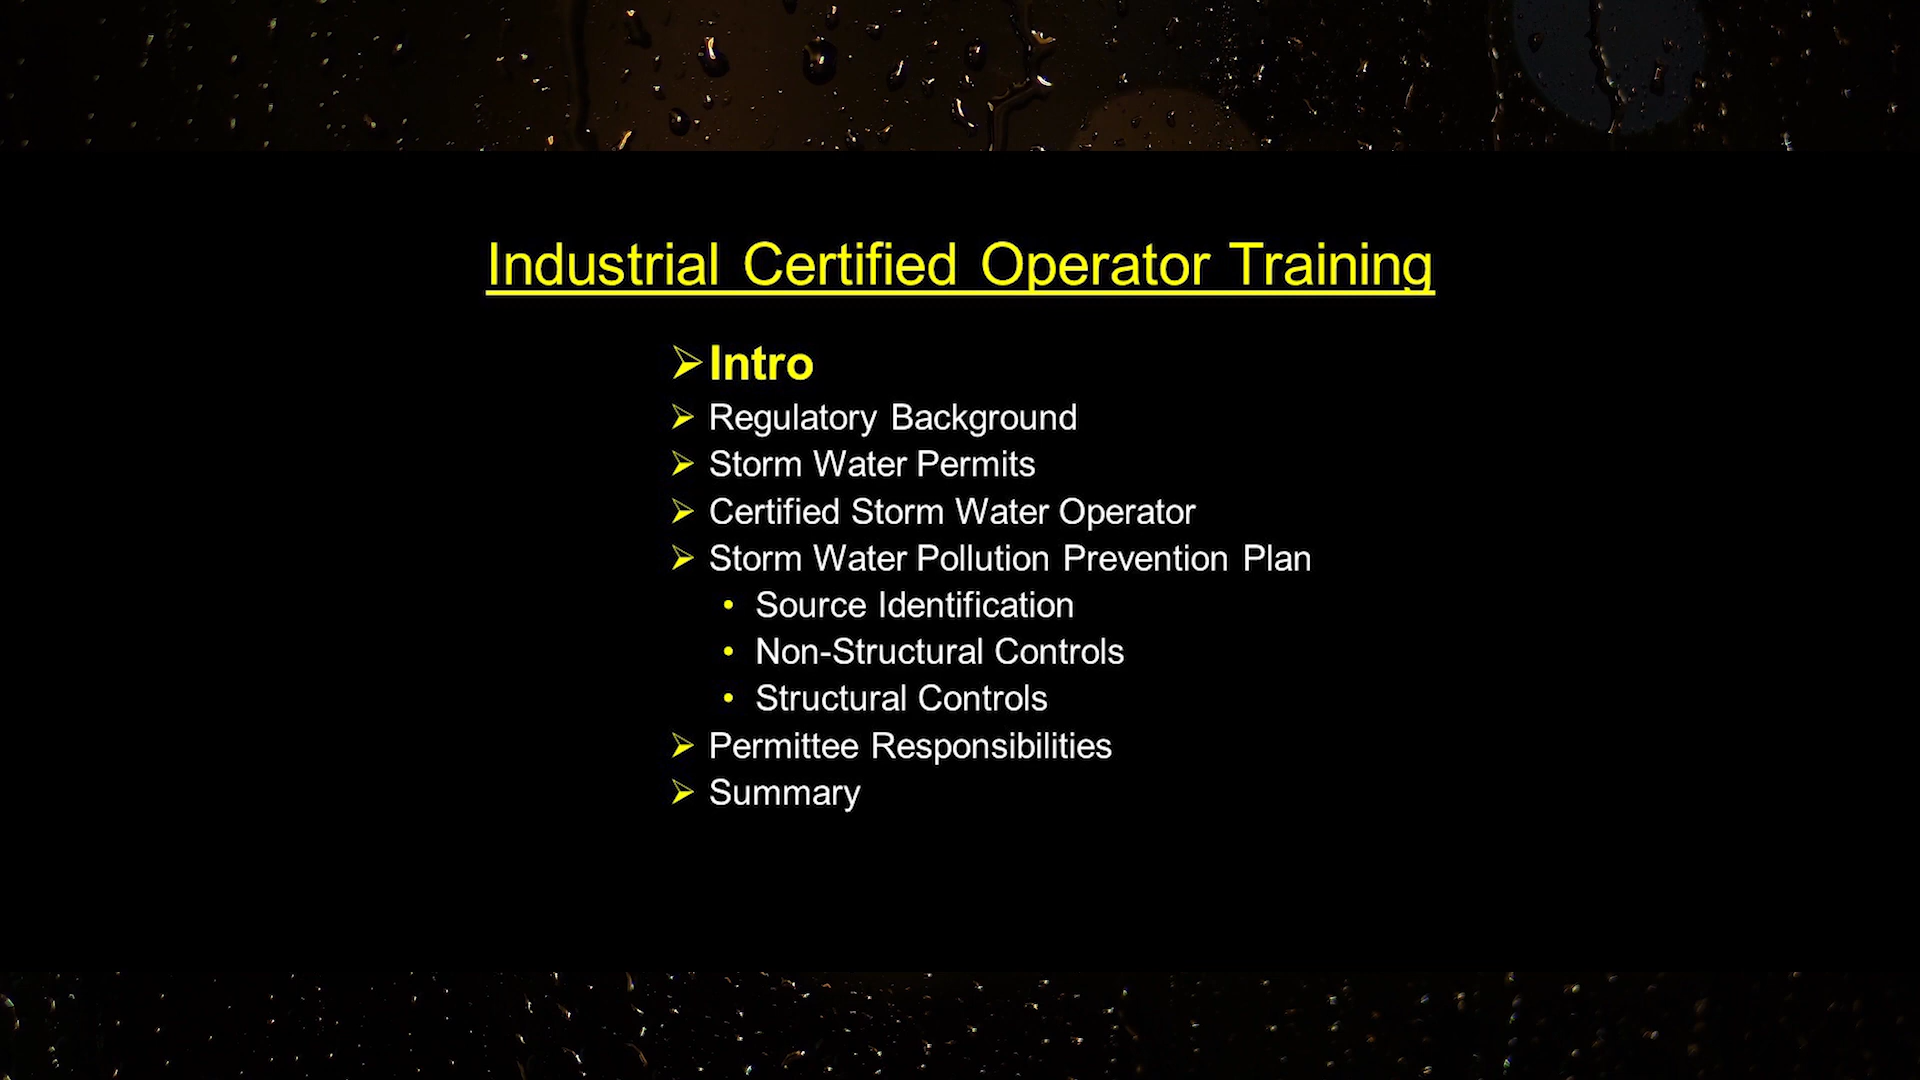 Industrial Certified Operator Training
Intro
Regulatory Background
Storm Water Permits
Certified Storm Water Operator
Storm Water Pollution Prevention Plan
Source Identification
Non-Structural Controls
Structural Controls
Permittee Responsibilities
Summary